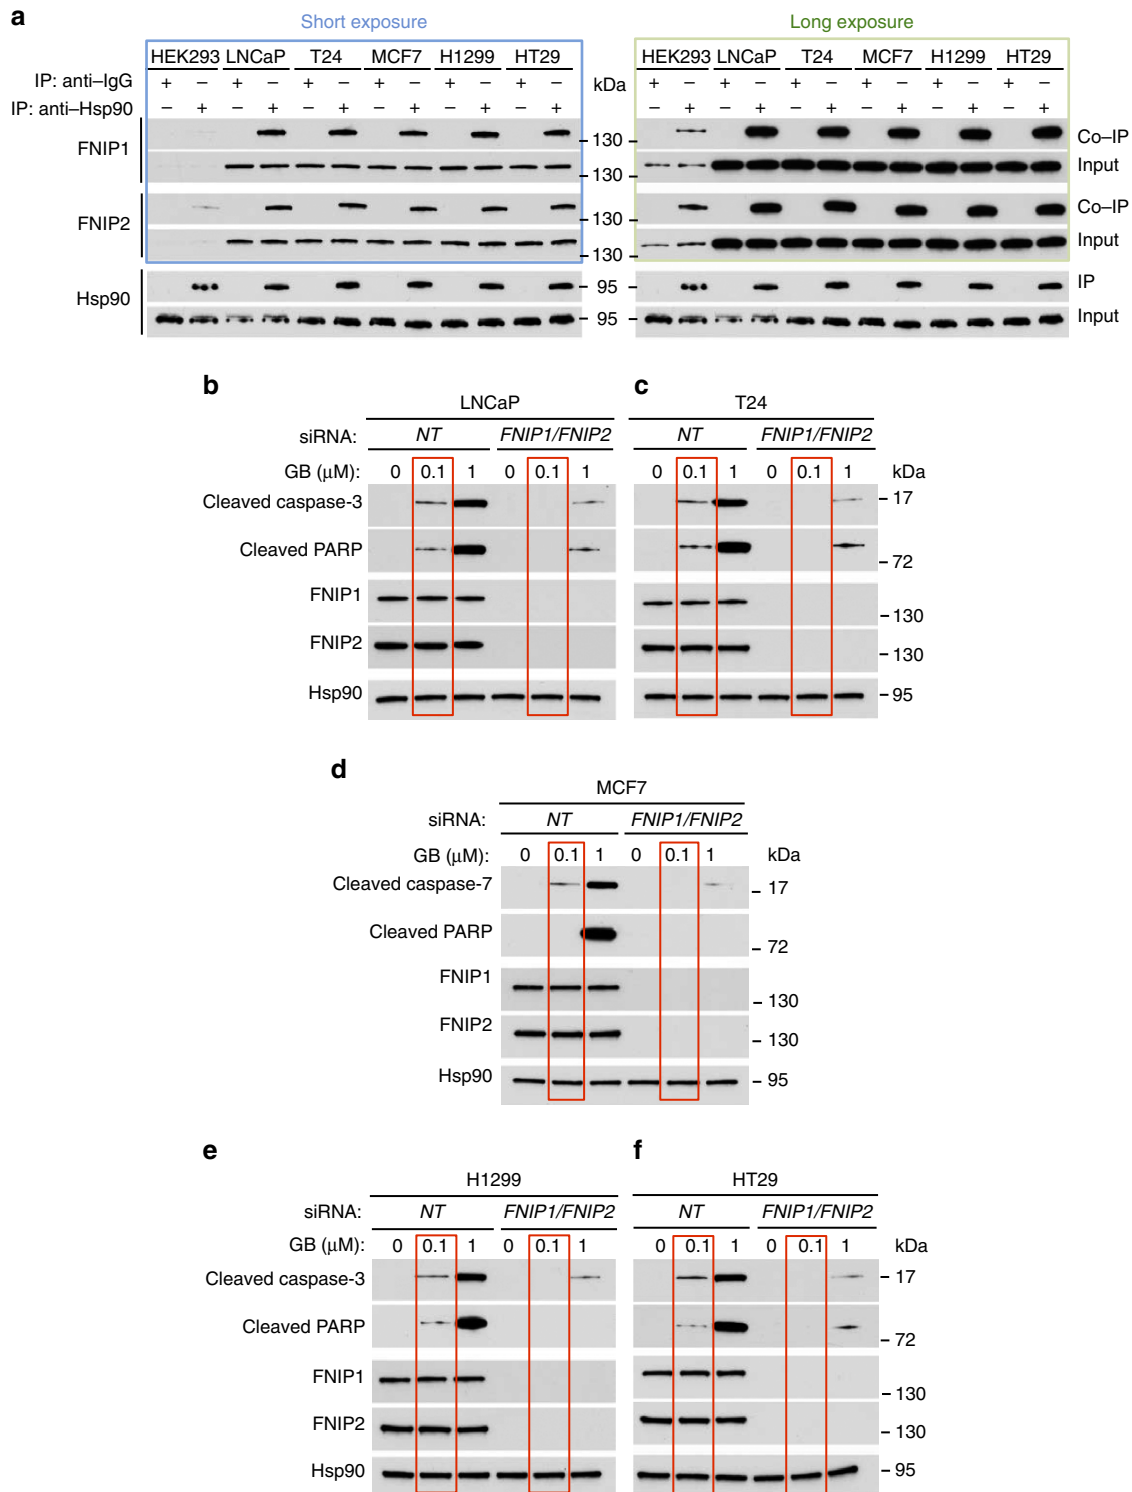 a
Short exposure
Long exposure
HEK293 LNCaP T24 MCF7 H1299 HT29
HEK293 LNCaP T24 MCF7 H1299 HT29
IP: anti–IgG + – + – + – + – + – + – kDa + – + – + – + – + – + –
IP: anti–Hsp90 – + – + – + – + – + – + – + – + – + – + – + – +
FNIP1
– 130 –
Co–IP
– 130 –
Input
FNIP2
– 130 –
Co–IP
– 130 –
Input
Hsp90
– 95 –
IP
– 95 –
Input
b
LNCaP
siRNA: NT FNIP1/FNIP2
GB (μM): 0 0.1 1 0 0.1 1
Cleaved caspase-3
Cleaved PARP
FNIP1
FNIP2
Hsp90
c
T24
NT FNIP1/FNIP2
0 0.1 1 0 0.1 1 kDa
– 17
– 72
– 130
– 130
– 95
d
MCF7
siRNA: NT FNIP1/FNIP2
GB (μM): 0 0.1 1 0 0.1 1 kDa
Cleaved caspase-7 – 17
Cleaved PARP – 72
FNIP1 – 130
FNIP2 – 130
Hsp90 – 95
e
H1299
siRNA: NT FNIP1/FNIP2
GB (μM): 0 0.1 1 0 0.1 1
Cleaved caspase-3
Cleaved PARP
FNIP1
FNIP2
Hsp90
f
HT29
NT FNIP1/FNIP2
0 0.1 1 0 0.1 1 kDa
– 17
– 72
– 130
– 130
– 95